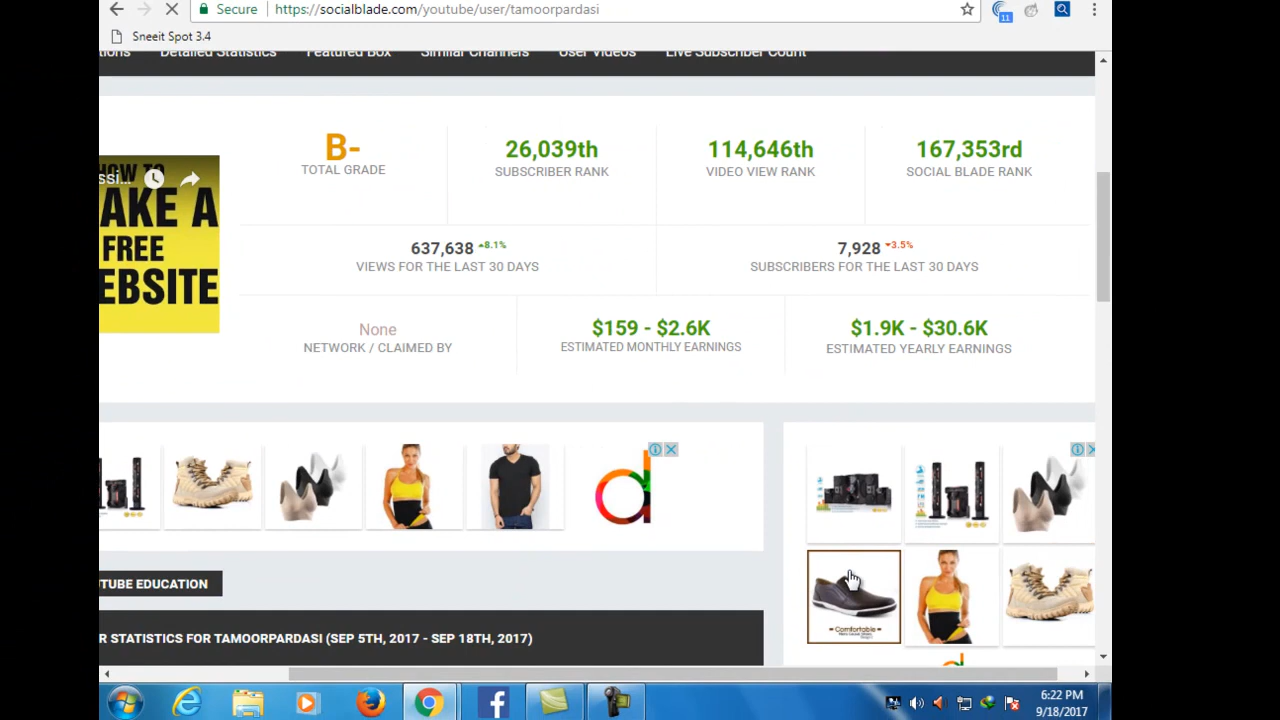 Secure
https://socialblade.com/youtube/user/tamoorpardasi
11
Sneeit Spot 3.4
Detailed Statistics
Featured Box
Similar Channels
User Videos
Live Subscriber Count
HOW TO
AKE A
FREE
EBSITE
B-
TOTAL GRADE
26,039th
SUBSCRIBER RANK
114,646th
VIDEO VIEW RANK
167,353rd
SOCIAL BLADE RANK
637,638 8.1%
VIEWS FOR THE LAST 30 DAYS
7,928 3.5%
SUBSCRIBERS FOR THE LAST 30 DAYS
None
NETWORK / CLAIMED BY
$159 - $2.6K
ESTIMATED MONTHLY EARNINGS
$1.9K - $30.6K
ESTIMATED YEARLY EARNINGS
TUBE EDUCATION
R STATISTICS FOR TAMOORPARDASI (SEP 5TH, 2017 - SEP 18TH, 2017)
Comfortable
6:22 PM
9/18/2017